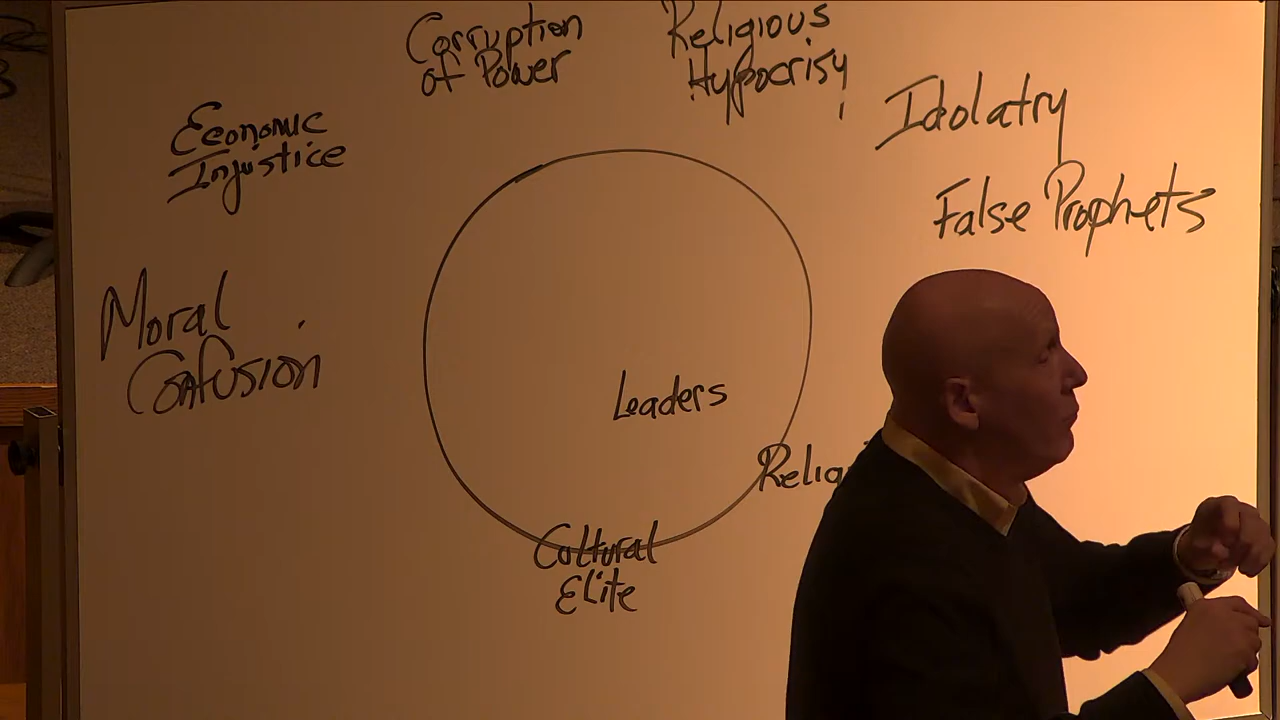 Corruption
of Power
Religious
Hypocrisy
Idolatry
Economic
Injustice
False Prophets
Moral
Confusion
Leaders
Cultural
Elite